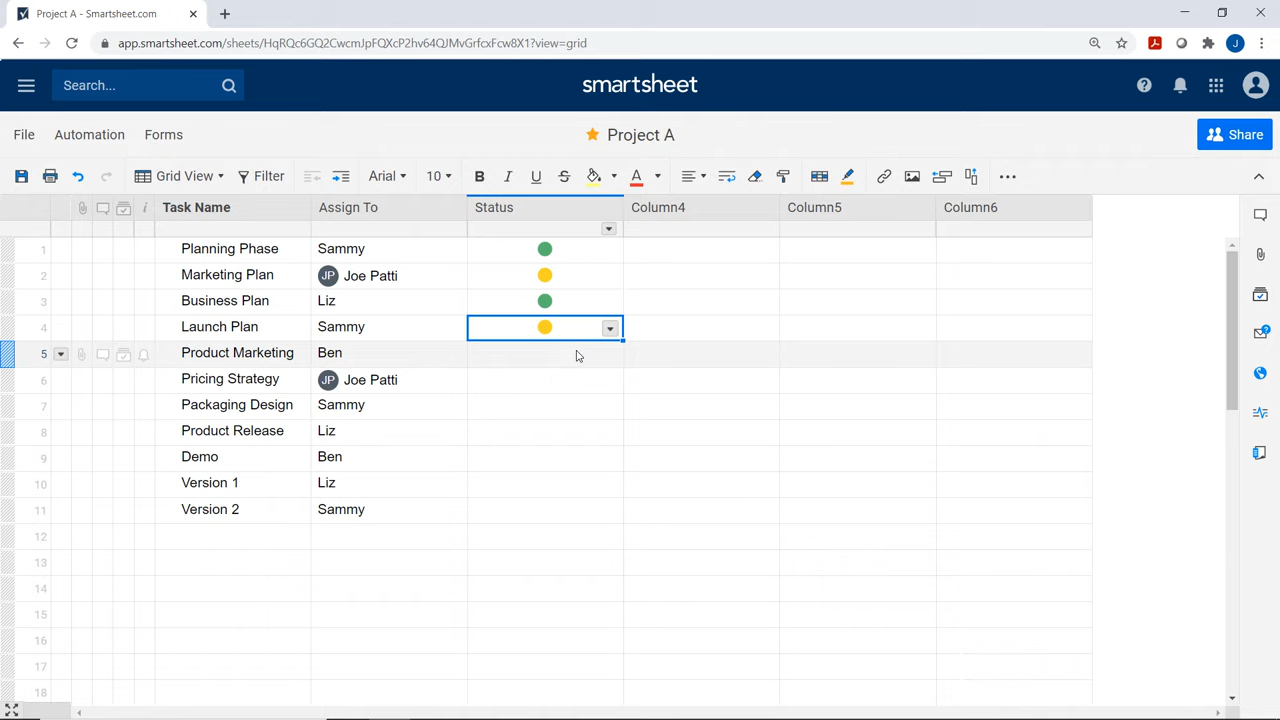 Project A - Smartsheet.com
app.smartsheet.com/sheets/HqRQc6GQ2CwcmJpFQXcP2hv64QJMvGrfcxFcw8X1?view=grid
J
Search...
smartsheet
File Automation Forms
Project A
Share
Grid View Filter Arial 10 B I U S A
i Task Name Assign To Status Column4 Column5 Column6
1 Planning Phase Sammy
2 Marketing Plan JP Joe Patti
3 Business Plan Liz
4 Launch Plan Sammy
5 Product Marketing Ben
6 Pricing Strategy JP Joe Patti
7 Packaging Design Sammy
8 Product Release Liz
9 Demo Ben
10 Version 1 Liz
11 Version 2 Sammy
12
13
14
15
16
17
18